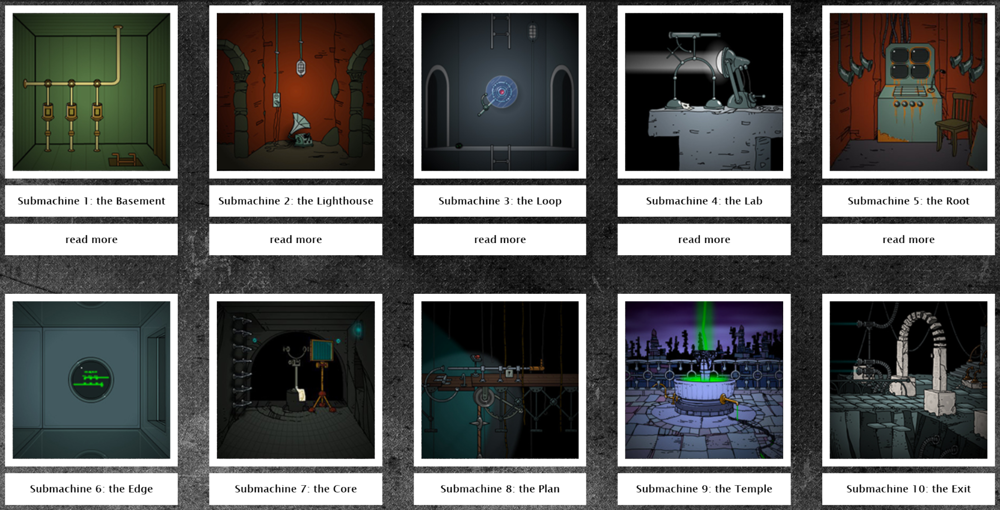 Submachine 1: the Basement
Submachine 2: the Lighthouse
Submachine 3: the Loop
Submachine 4: the Lab
Submachine 5: the Root
read more
read more
read more
read more
read more
Submachine 6: the Edge
Submachine 7: the Core
Submachine 8: the Plan
Submachine 9: the Temple
Submachine 10: the Exit